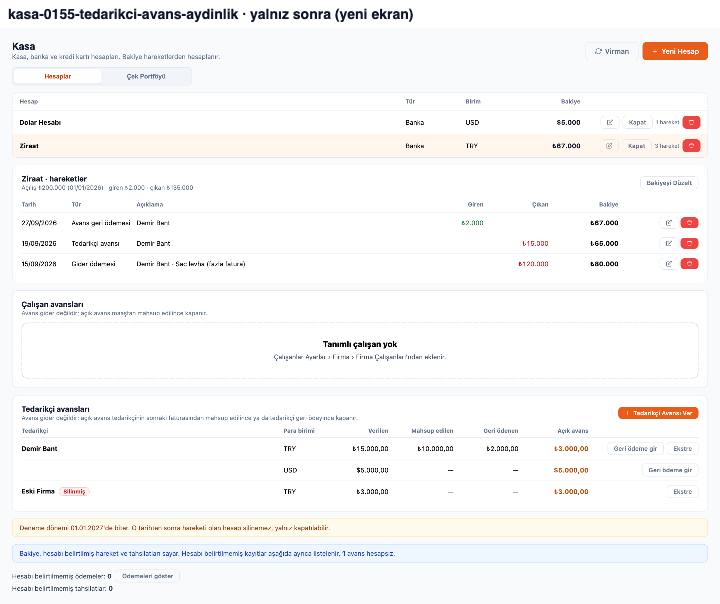 kasa-0155-tedarikci-avans-aydinlik · yalnız sonra (yeni ekran)
Kasa
Kasa, banka ve kredi kartı hesapları. Bakiye hareketlerden hesaplanır.
Virman
+ Yeni Hesap
Hesaplar
Çek Portföyü
Hesap Tür Birim Bakiye
Dolar Hesabı Banka USD $5.000 Kapat 1 hareket
Ziraat Banka TRY ₺67.000 Kapat 3 hareket
Ziraat · hareketler
Açılış ₺200.000 (01/01/2026) · giren ₺2.000 · çıkan ₺135.000
Bakiyeyi Düzelt
Tarih Tür Açıklama Giren Çıkan Bakiye
27/09/2026 Avans geri ödemesi Demir Bant ₺2.000 ₺67.000
19/09/2026 Tedarikçi avansı Demir Bant ₺15.000 ₺65.000
15/09/2026 Gider ödemesi Demir Bant · Sac levha (fazla fatura) ₺120.000 ₺80.000
Çalışan avansları
Avans gider değildir; açık avans maaştan mahsup edilince kapanır.
Tanımlı çalışan yok
Çalışanlar Ayarlar › Firma › Firma Çalışanları'ndan eklenir.
Tedarikçi avansları
Avans gider değildir; açık avans tedarikçinin sonraki faturasından mahsup edilince ya da tedarikçi geri ödeyince kapanır.
+ Tedarikçi Avansı Ver
Tedarikçi Para birimi Verilen Mahsup edilen Geri ödenen Açık avans
Demir Bant TRY ₺15.000,00 ₺10.000,00 ₺2.000,00 ₺3.000,00 Geri ödeme gir Ekstre
USD $5.000,00 — — $5.000,00 Geri ödeme gir
Eski Firma Silinmiş TRY ₺3.000,00 — — ₺3.000,00 Ekstre
Deneme dönemi 01.01.2027'de biter. O tarihten sonra hareketi olan hesap silinemez, yalnız kapatılabilir.
Bakiye, hesabı belirtilmiş hareket ve tahsilatları sayar. Hesabı belirtilmemiş kayıtlar aşağıda ayrıca listelenir, 1 avans hesapsız.
Hesabı belirtilmemiş ödemeler: 0 Ödemeleri göster
Hesabı belirtilmemiş tahsilatlar: 0